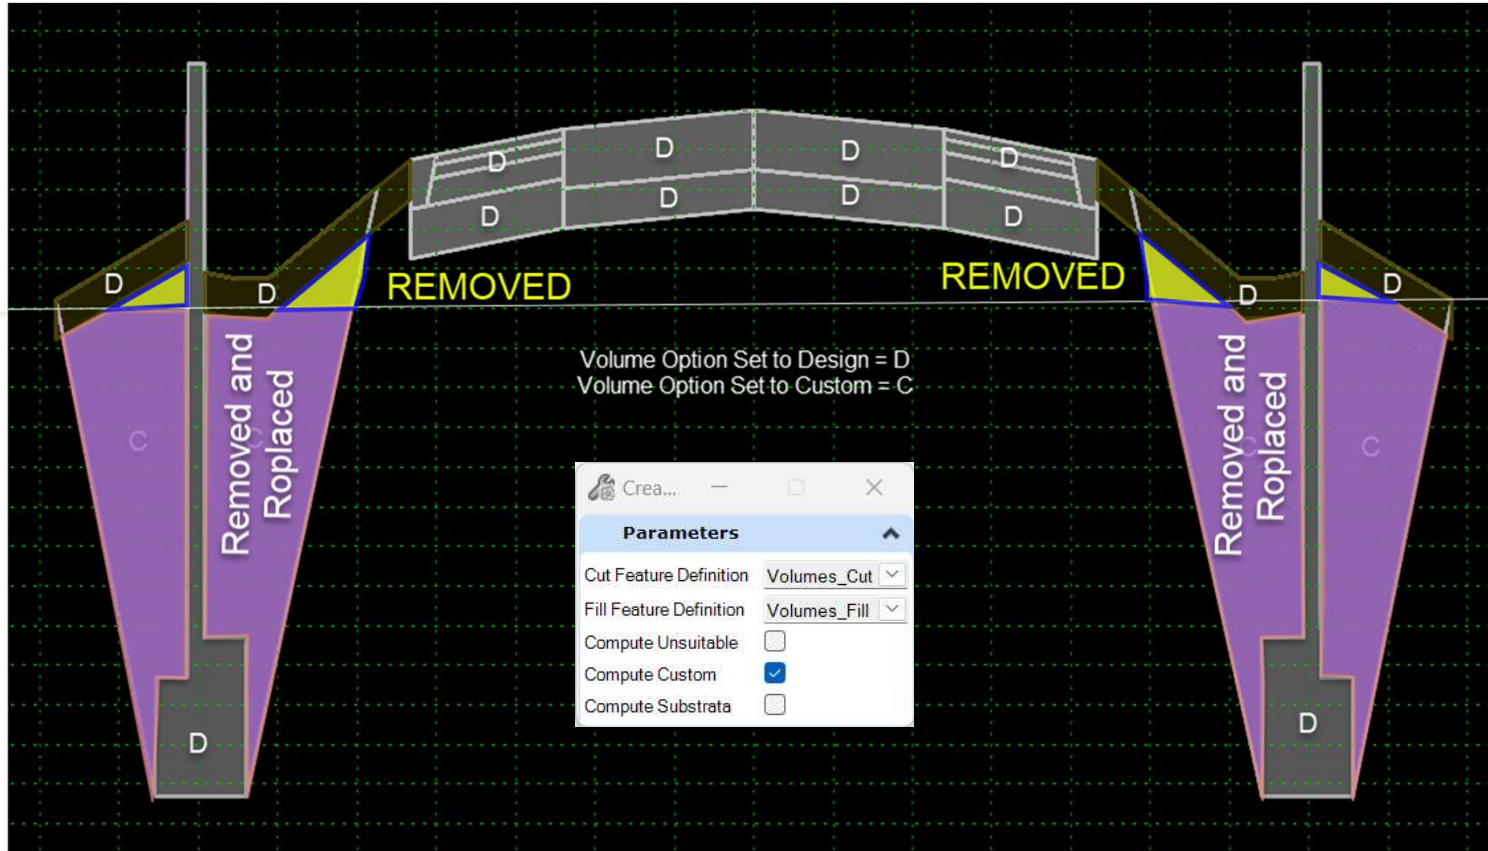 D
D
D
D
D
D
D
D
D
D
D
D
REMOVED
REMOVED
D
D
Volume Option Set to Design = D
Volume Option Set to Custom = C
C
C
Removed and
Roplaced
C
C
Removed and
Roplaced
Crea...
Parameters
Cut Feature Definition Volumes_Cut
Fill Feature Definition Volumes_Fill
Compute Unsuitable
Compute Custom
Compute Substrata
D
D